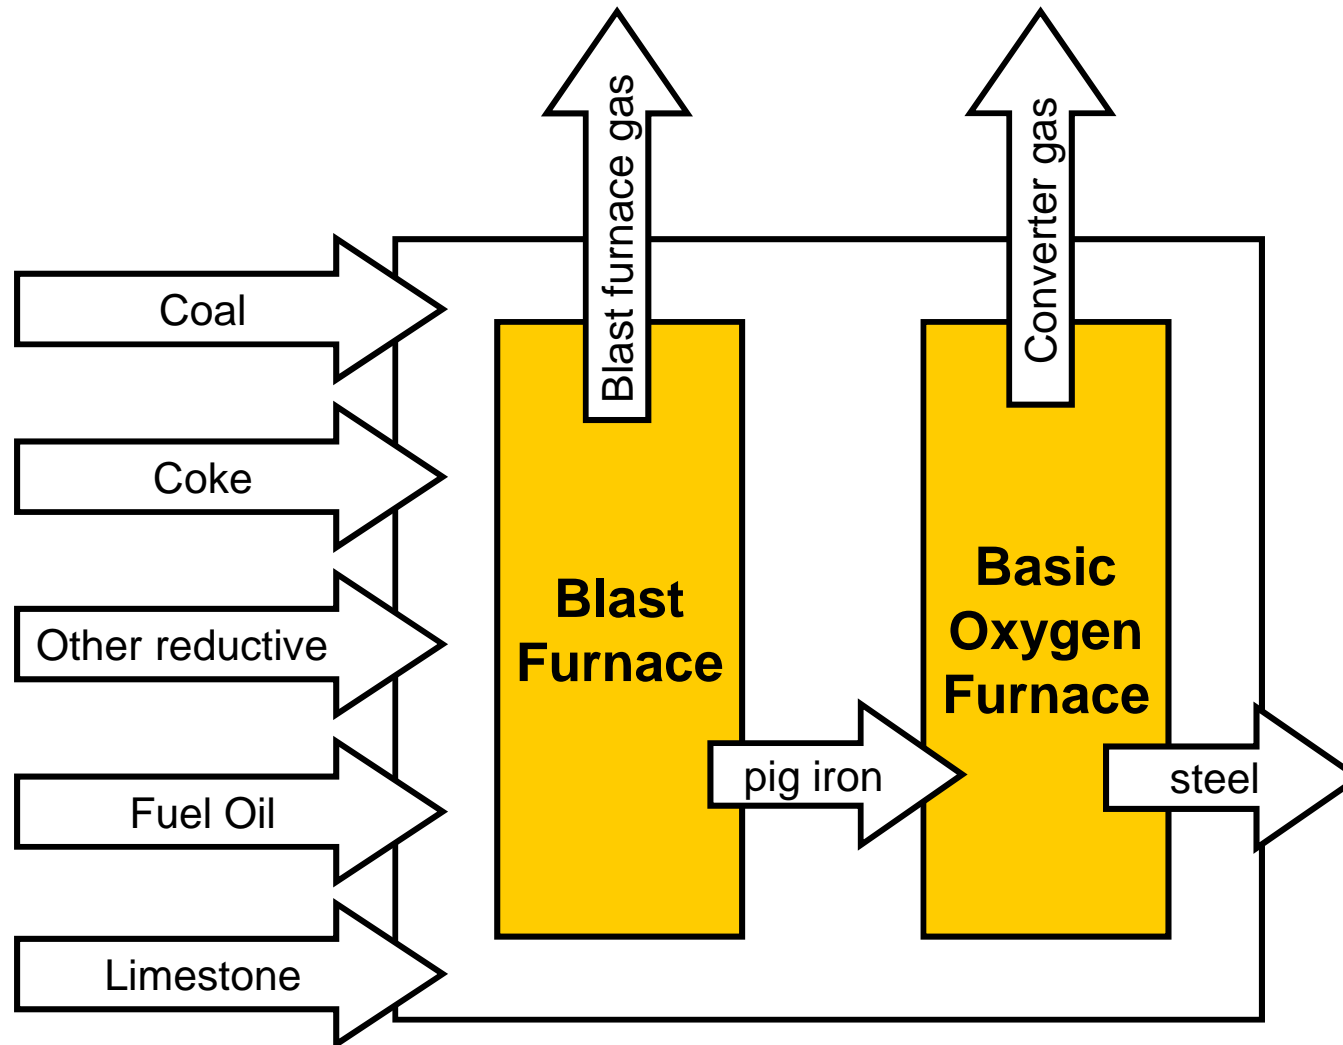 Blast furnace gas
Converter gas
Coal
Coke
Other reductive
Fuel Oil
Limestone
Blast
Furnace
Basic
Oxygen
Furnace
pig iron
steel